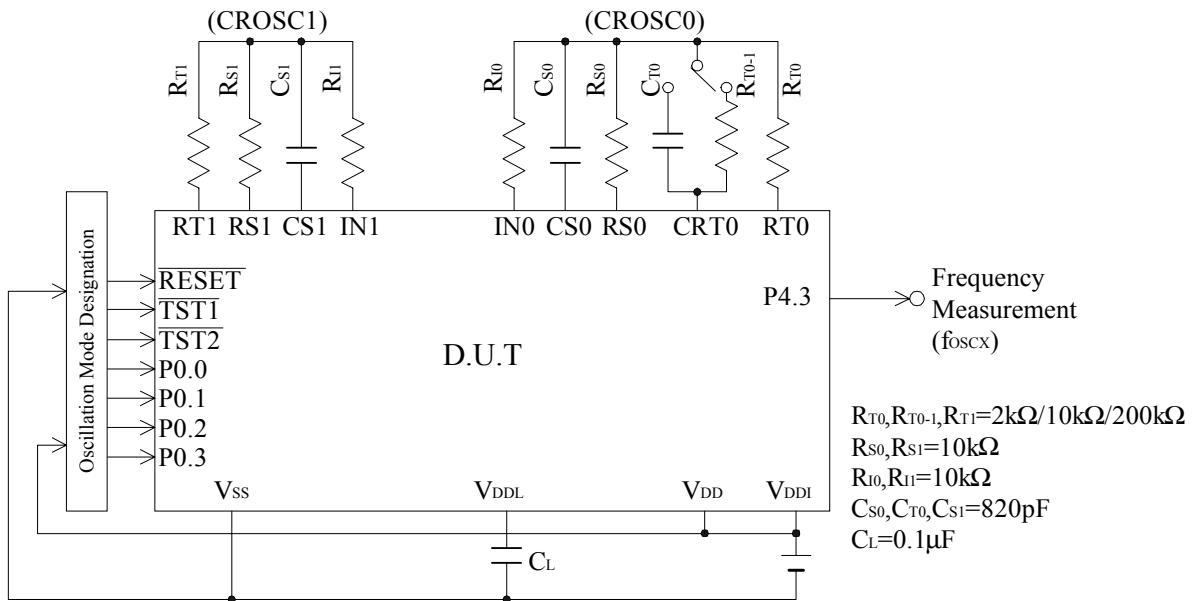 (CROSC1)
(CROSC0)
RT1
RS1
CS1
RI1
RI0
CS0
RS0
CT0
RT0-1
RT0
RT1 RS1 CS1 IN1
IN0 CS0 RS0 CRT0 RT0
Oscillation Mode Designation
RESET
TST1
TST2
P0.0
P0.1
P0.2
P0.3
D.U.T
P4.3
Frequency
Measurement
(fOSCX)
VSS
VDDL
VDD
VDDI
CL
RT0,RT0-1,RT1=2kΩ/10kΩ/200kΩ
RS0,RS1=10kΩ
RI0,RI1=10kΩ
CS0,CT0,CS1=820pF
CL=0.1μF